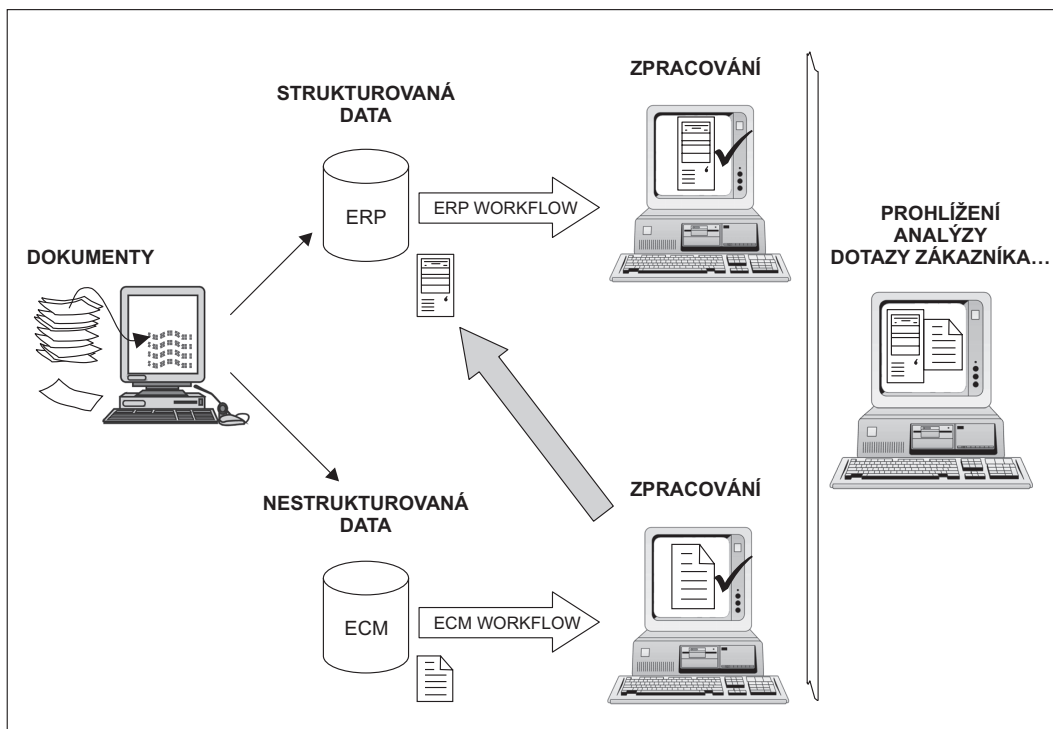 DOKUMENTY
STRUKTUROVANÁ
DATA
ERP
ERP WORKFLOW
ZPRACOVÁNÍ
NESTRUKTUROVANÁ
DATA
ECM
ECM WORKFLOW
ZPRACOVÁNÍ
PROHLÍŽENÍ
ANALÝZY
DOTAZY ZÁKAZNÍKA…